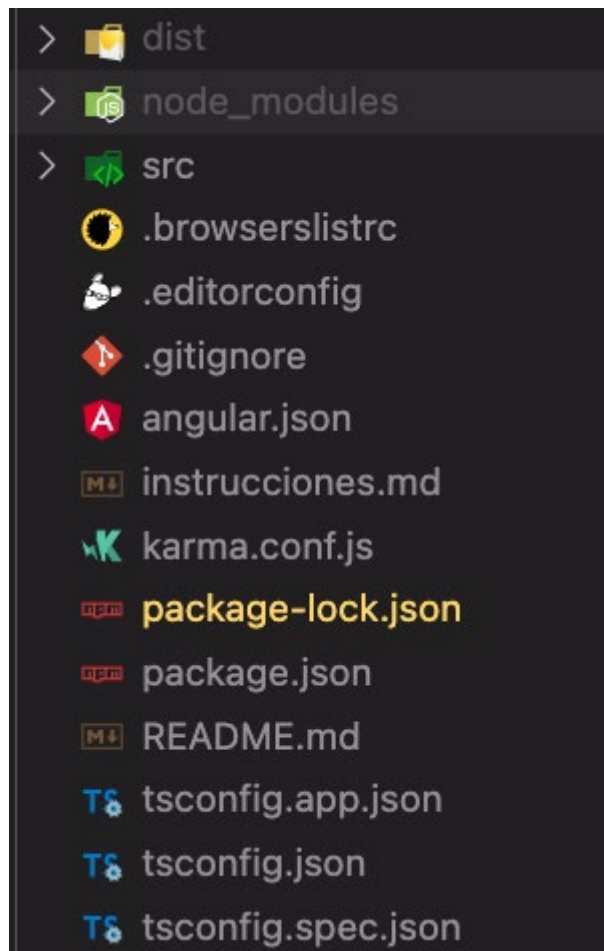 dist
node_modules
src
.browserslistrc
.editorconfig
.gitignore
angular.json
instrucciones.md
karma.conf.js
package-lock.json
package.json
README.md
tsconfig.app.json
tsconfig.json
tsconfig.spec.json